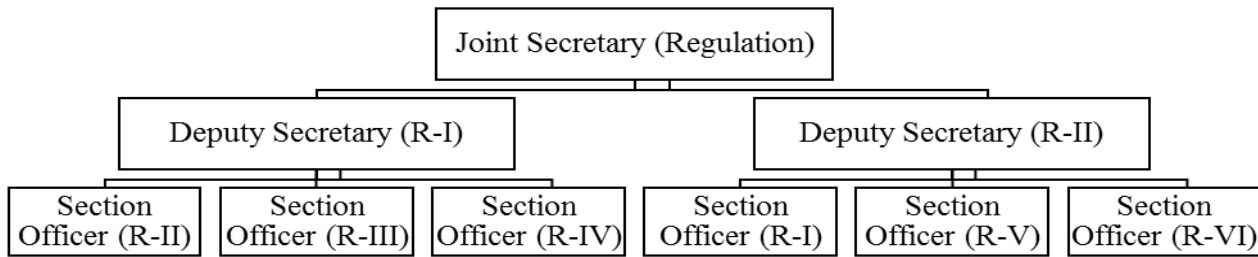 Joint Secretary (Regulation)
Deputy Secretary (R-I)
Deputy Secretary (R-II)
Section
Officer (R-II)
Section
Officer (R-III)
Section
Officer (R-IV)
Section
Officer (R-I)
Section
Officer (R-V)
Section
Officer (R-VI)